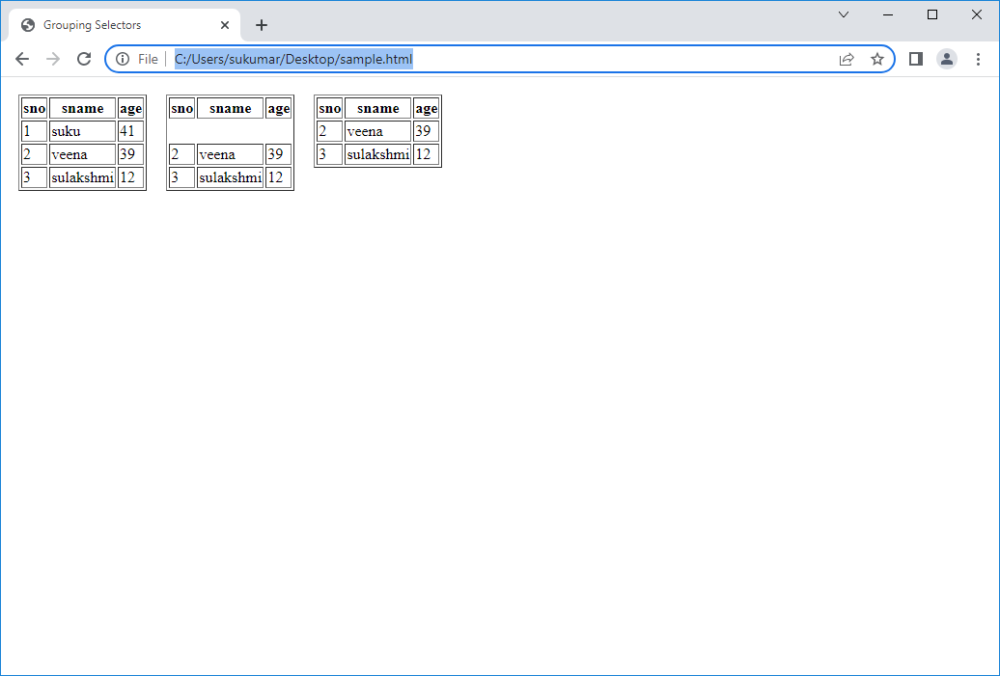 Grouping Selectors
File C:/Users/sukumar/Desktop/sample.html
sno sname age
1 suku 41
2 veena 39
3 sulakshmi 12
sno sname age
2 veena 39
3 sulakshmi 12
sno sname age
2 veena 39
3 sulakshmi 12